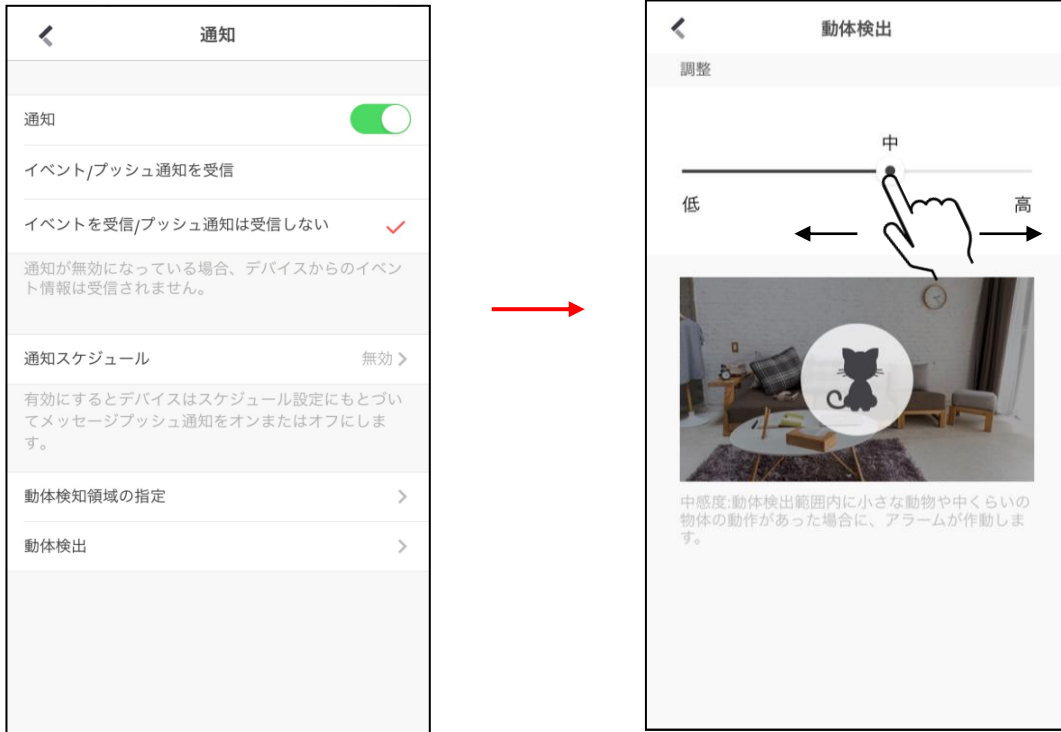 通知
通知
イベント/プッシュ通知を受信
イベントを受信/プッシュ通知は受信しない
通知が無効になっている場合、デバイスからのイベン
ト情報は受信されません。
通知スケジュール 無効
有効にするとデバイスはスケジュール設定にもとづい
てメッセージプッシュ通知をオンまたはオフにしま
す。
動体検知領域の指定
動体検出
動体検出
調整
中
低 高
中感度:動体検出範囲内に小さな動物や中くらいの
物体の動作があった場合に、アラームが作動しま
す。